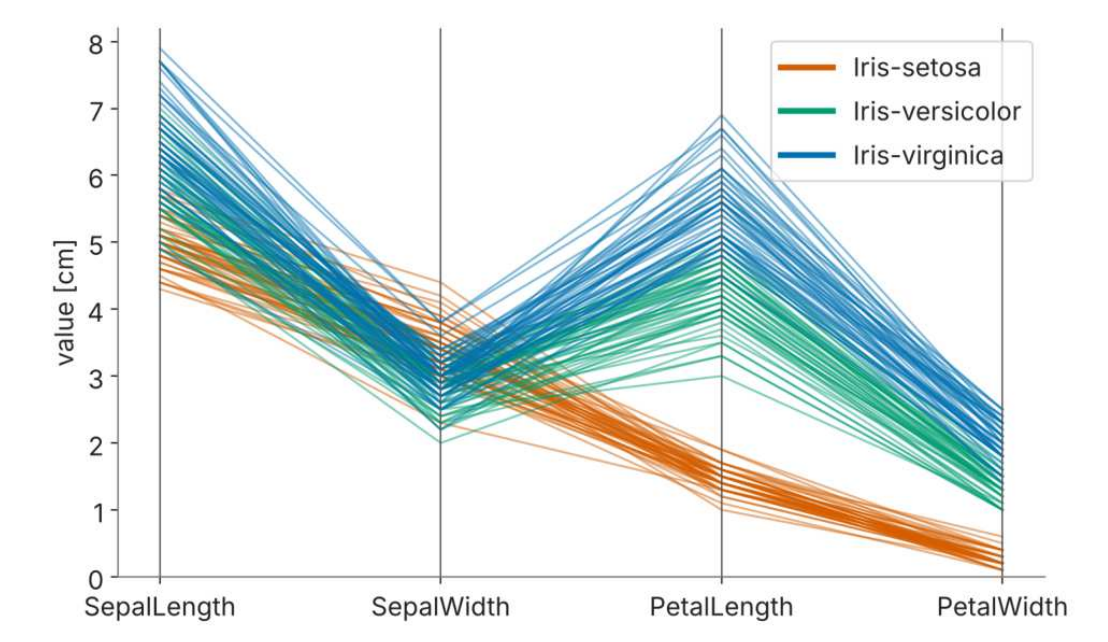 8
7
6
5
4
3
2
1
0
value [cm]
Iris-setosa
Iris-versicolor
Iris-virginica
SepalLength
SepalWidth
PetalLength
PetalWidth